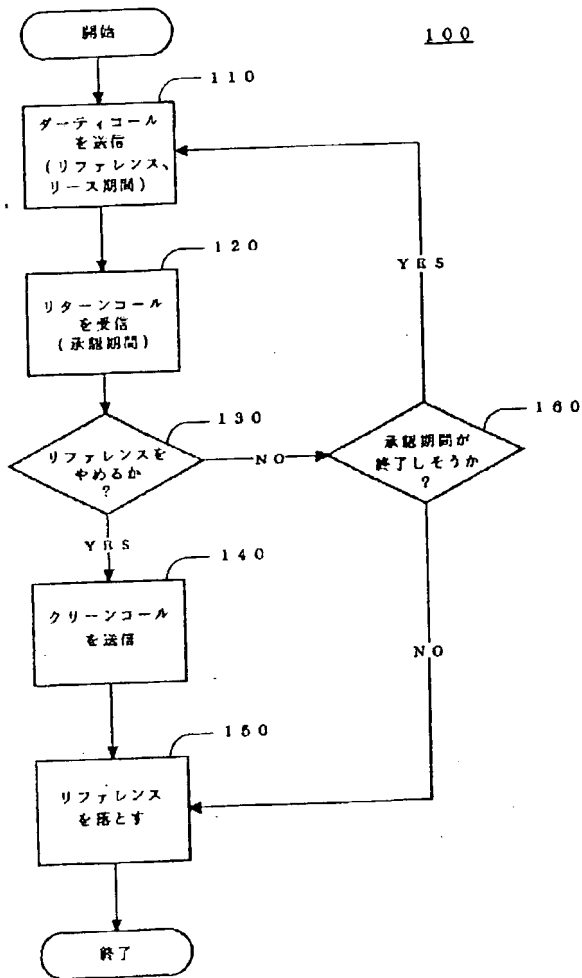 開始
100
110
ダーティコール
を送信
(リファレンス、
リース期間)
120
リターンコール
を受信
(承認期間)
YES
130
リファレンスを
やめるか
?
NO
160
承認期間が
終了しそうか
?
YES
140
クリーンコール
を送信
NO
150
リファレンス
を落とす
終了